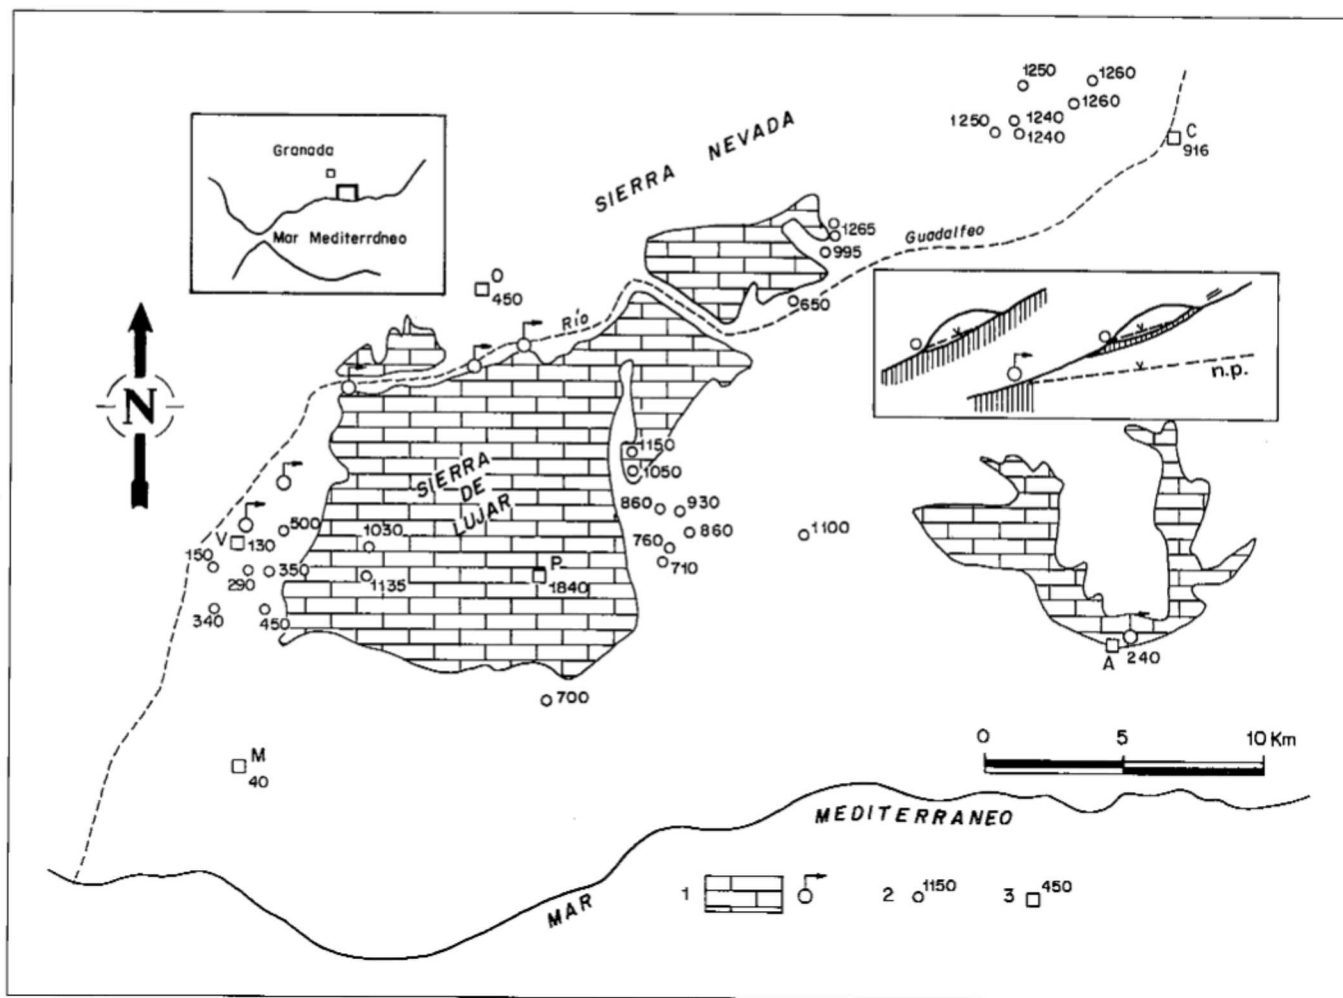 1250
1260
1260
1250
1240
1240
C
916
Granada
Mar Mediterráneo
SIERRA NEVADA
1265
995
650
Guadalfeo
Río
O
450
N
n.p.
SIERRA
DE
LUJAR
1150
1050
860
930
860
760
710
1100
500
V
130
150
290
350
340
450
1030
1135
P
1840
700
A
240
M
40
0 5 10 Km
MAR MEDITERRANEO
1
2 1150
3 450